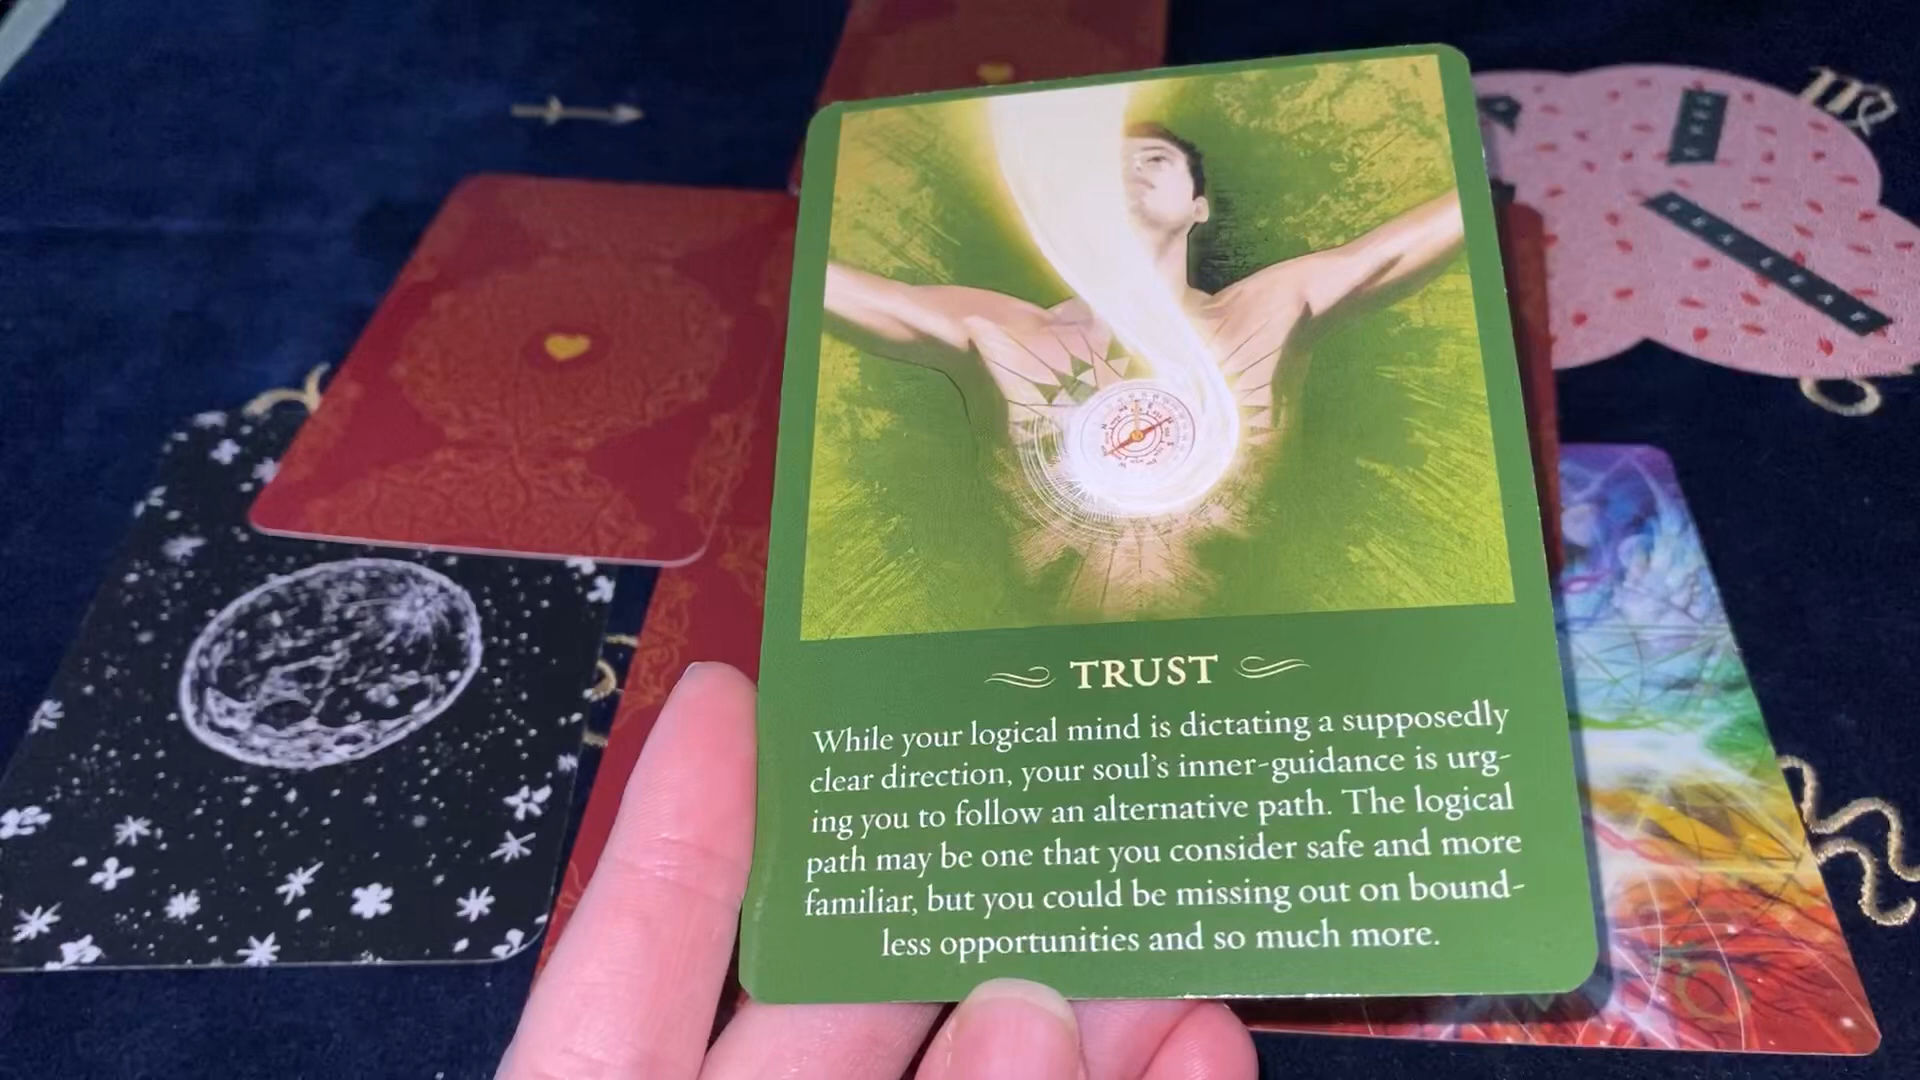 TRUST
While your logical mind is dictating a supposedly
clear direction, your soul's inner-guidance is urg-
ing you to follow an alternative path. The logical
path may be one that you consider safe and more
familiar, but you could be missing out on bound-
less opportunities and so much more.